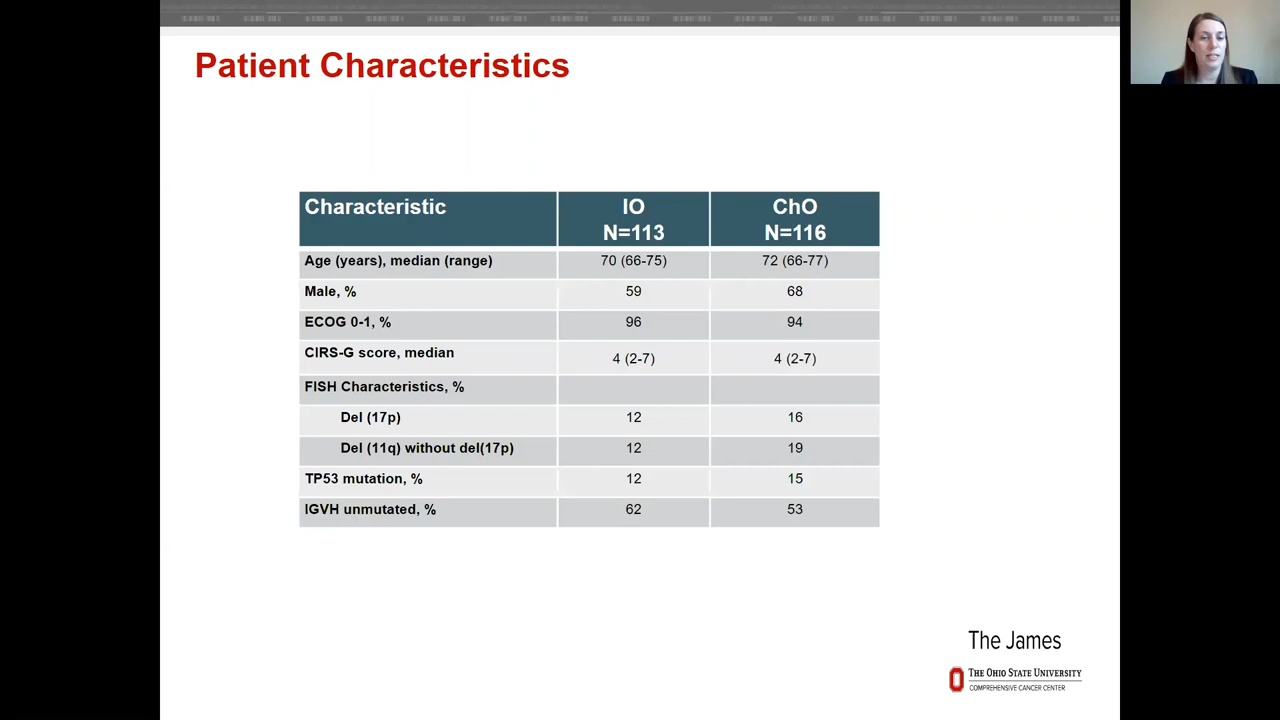 Patient Characteristics
Characteristic IO ChO
N=113 N=116
Age (years), median (range) 70 (66-75) 72 (66-77)
Male, % 59 68
ECOG 0-1, % 96 94
CIRS-G score, median 4 (2-7) 4 (2-7)
FISH Characteristics, %
Del (17p) 12 16
Del (11q) without del(17p) 12 19
TP53 mutation, % 12 15
IGVH unmutated, % 62 53
The James
THE OHIO STATE UNIVERSITY
COMPREHENSIVE CANCER CENTER